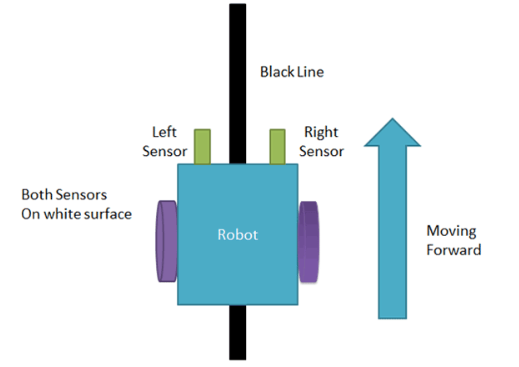 Black Line
Left
Sensor
Right
Sensor
Both Sensors
On white surface
Robot
Moving
Forward